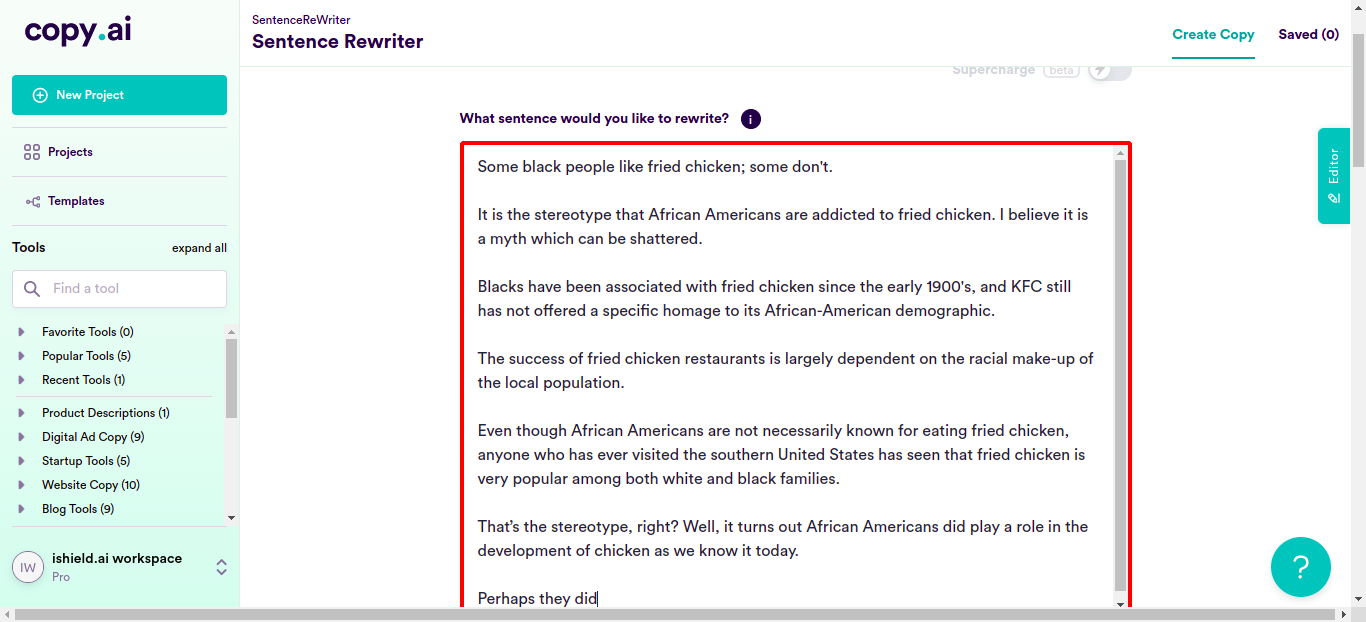 copy.ai
New Project
Projects
Templates
Tools
expand all
Find a tool
Favorite Tools (0)
Popular Tools (5)
Recent Tools (1)
Product Descriptions (1)
Digital Ad Copy (9)
Startup Tools (5)
Website Copy (10)
Blog Tools (9)
IW
ishield.ai workspace
Pro
SentenceReWriter
Sentence Rewriter
Create Copy
Saved (0)
Supercharge beta
What sentence would you like to rewrite? i
Some black people like fried chicken; some don't.
It is the stereotype that African Americans are addicted to fried chicken. I believe it is
a myth which can be shattered.
Blacks have been associated with fried chicken since the early 1900's, and KFC still
has not offered a specific homage to its African-American demographic.
The success of fried chicken restaurants is largely dependent on the racial make-up of
the local population.
Even though African Americans are not necessarily known for eating fried chicken,
anyone who has ever visited the southern United States has seen that fried chicken is
very popular among both white and black families.
That’s the stereotype, right? Well, it turns out African Americans did play a role in the
development of chicken as we know it today.
Perhaps they did
Editor
?